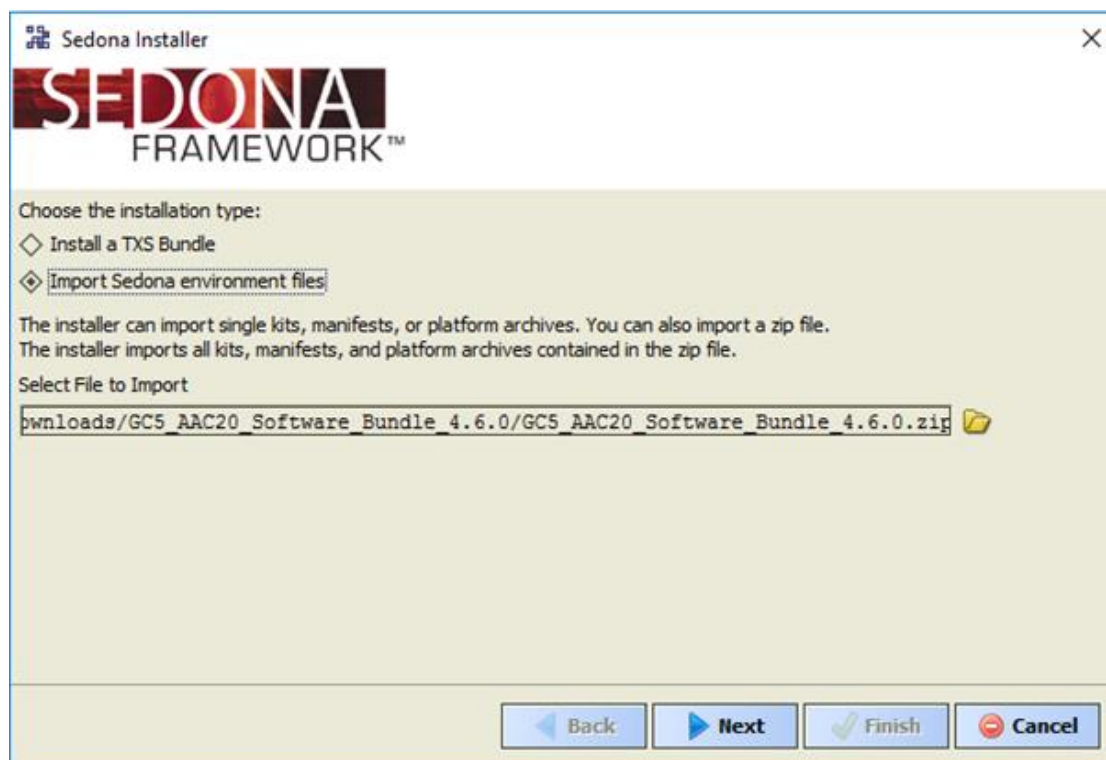 Sedona Installer
SEDONA
FRAMEWORK™
Choose the installation type:
Install a TXS Bundle
Import Sedona environment files
The installer can import single kits, manifests, or platform archives. You can also import a zip file.
The installer imports all kits, manifests, and platform archives contained in the zip file.
Select File to Import
ownloads/GC5_AAC20_Software_Bundle_4.6.0/GC5_AAC20_Software_Bundle_4.6.0.zip
Back Next Finish Cancel